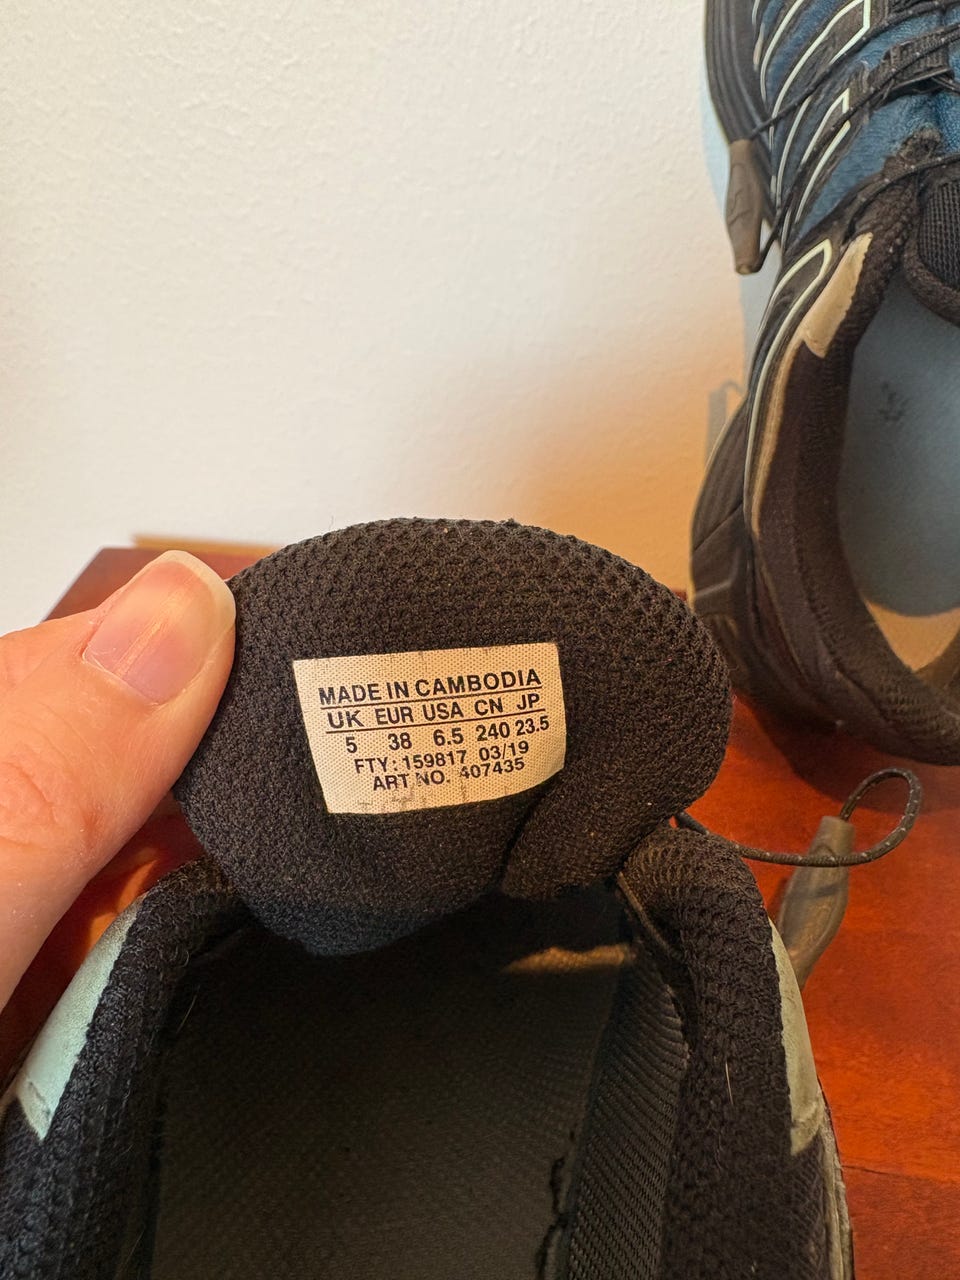 MADE IN CAMBODIA
UK EUR USA CN JP
5 38 6.5 240 23.5
FTY: 159817 03/19
ART NO. 407435